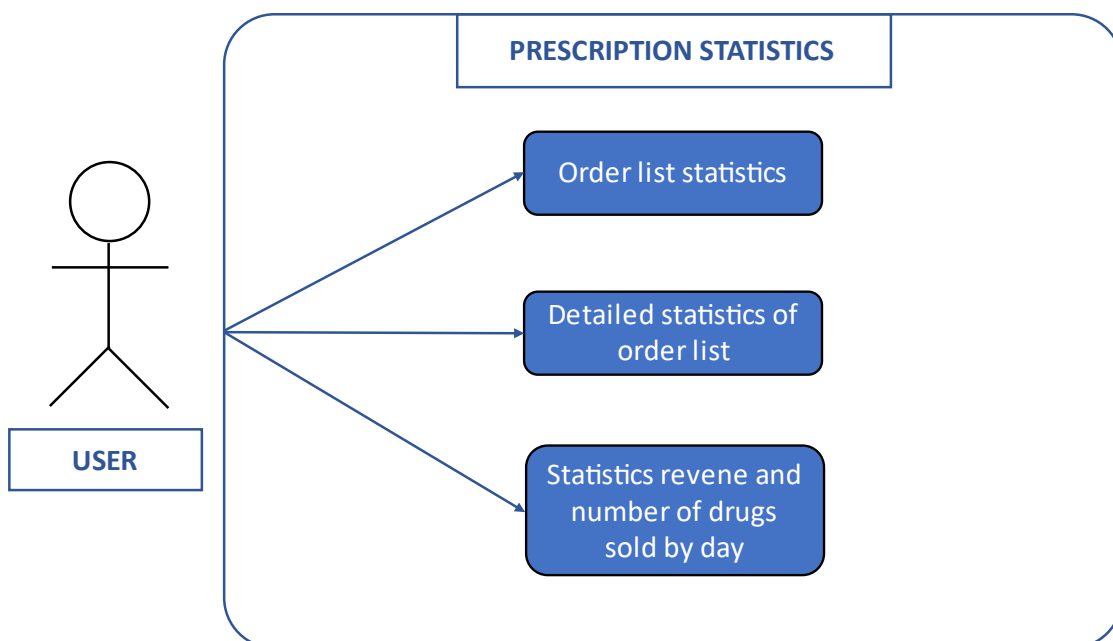 PRESCRIPTION STATISTICS
Order list statistics
Detailed statistics of
order list
USER
Statistics revene and
number of drugs
sold by day